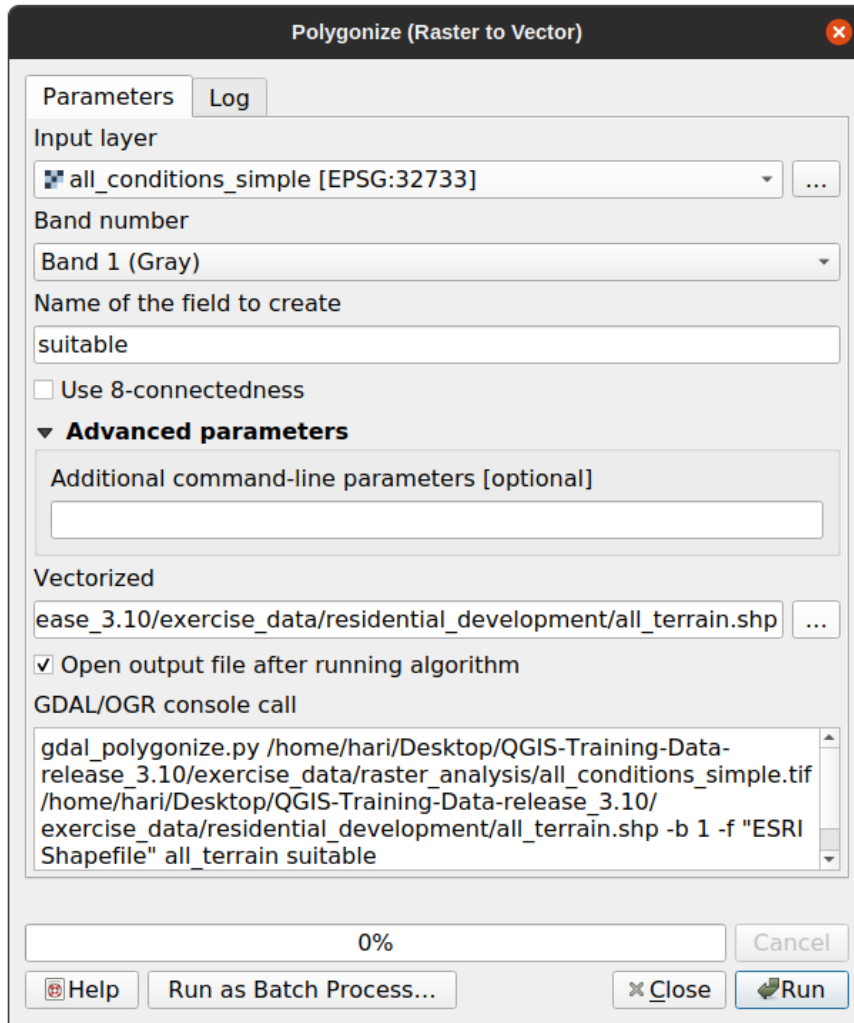 Polygonize (Raster to Vector)
Parameters
Log
Input layer
all_conditions_simple [EPSG:32733]
...
Band number
Band 1 (Gray)
Name of the field to create
suitable
Use 8-connectedness
Advanced parameters
Additional command-line parameters [optional]
Vectorized
ease_3.10/exercise_data/residential_development/all_terrain.shp
...
Open output file after running algorithm
GDAL/OGR console call
gdal_polygonize.py /home/hari/Desktop/QGIS-Training-Data-
release_3.10/exercise_data/raster_analysis/all_conditions_simple.tif
/home/hari/Desktop/QGIS-Training-Data-release_3.10/
exercise_data/residential_development/all_terrain.shp -b 1 -f "ESRI
Shapefile" all_terrain suitable
0%
Cancel
Help
Run as Batch Process...
Close
Run